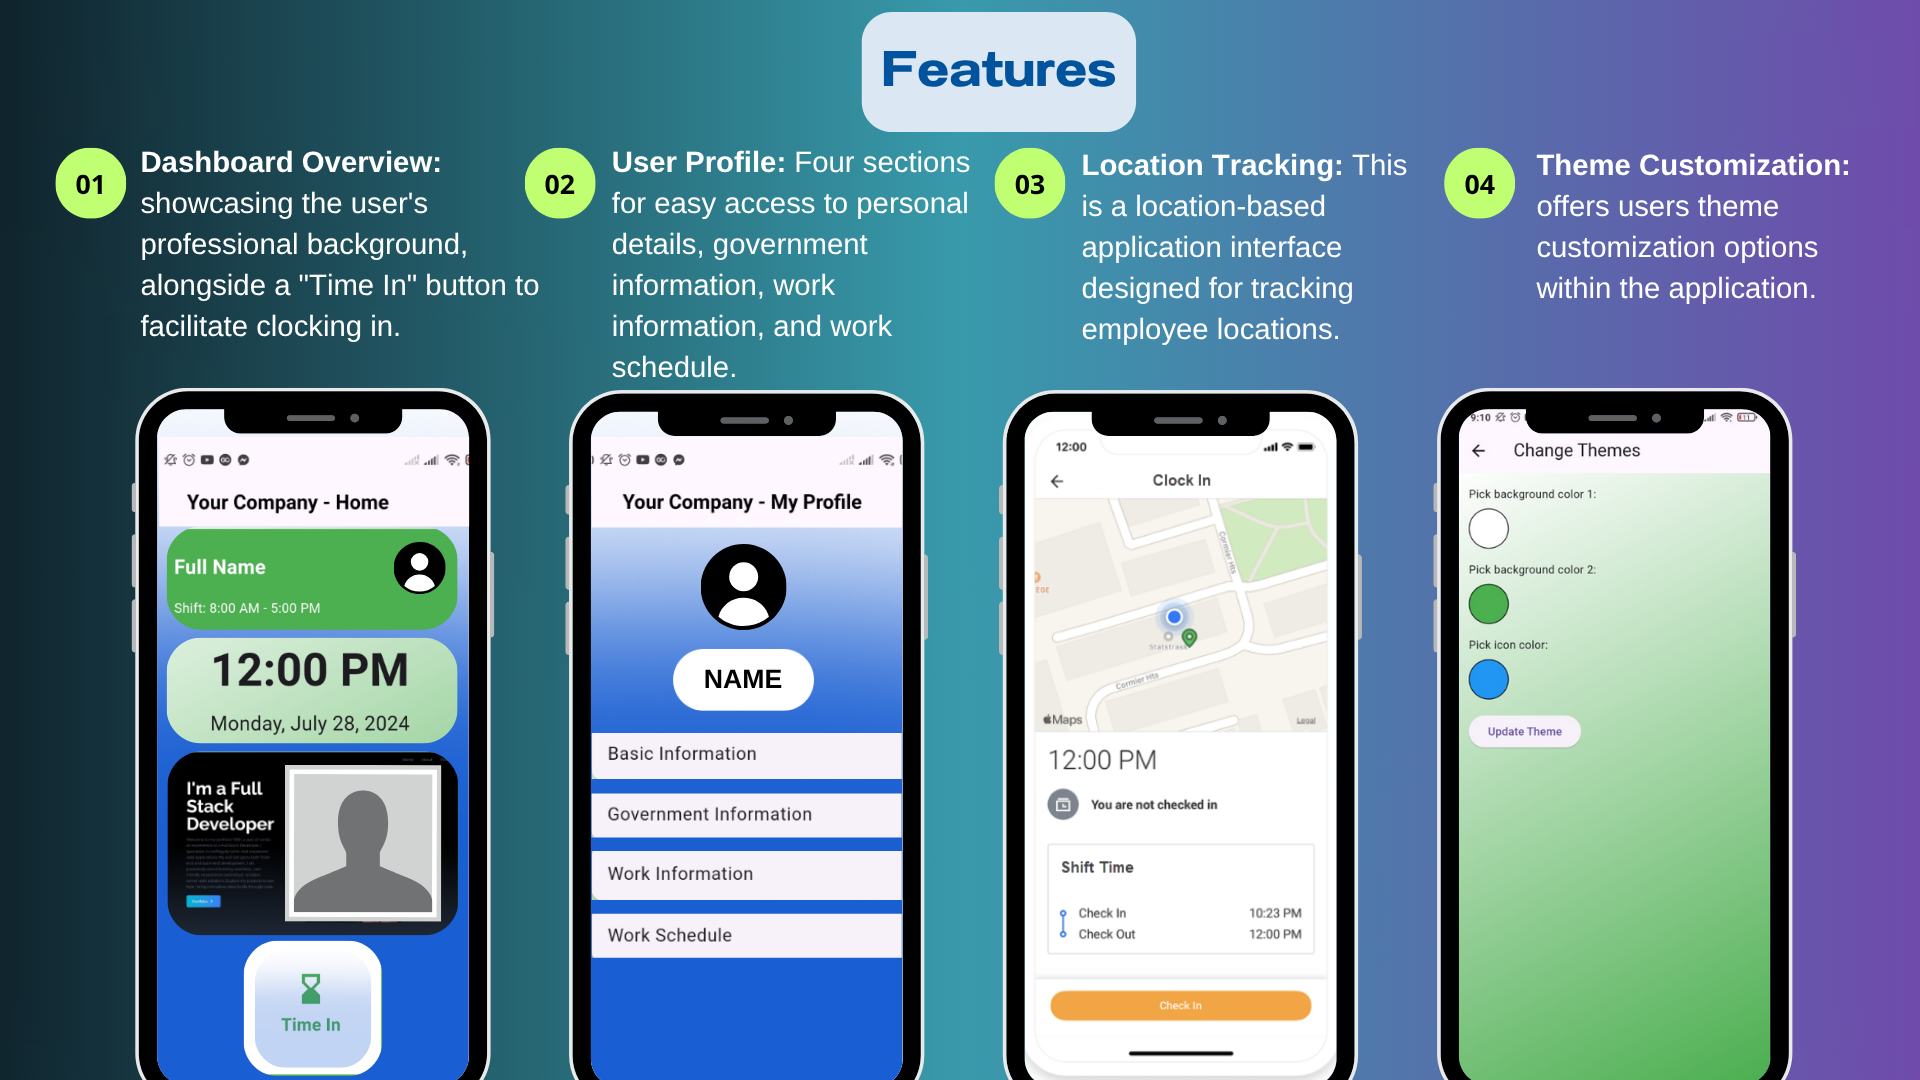 Features
01
Dashboard Overview:
showcasing the user's
professional background,
alongside a "Time In" button to
facilitate clocking in.
02
User Profile: Four sections
for easy access to personal
details, government
information, work
information, and work
schedule.
03
Location Tracking: This
is a location-based
application interface
designed for tracking
employee locations.
04
Theme Customization:
offers users theme
customization options
within the application.
Your Company - Home
Full Name
Shift: 8:00 AM - 5:00 PM
12:00 PM
Monday, July 28, 2024
I'm a Full
Stack
Developer
Time In
Your Company - My Profile
NAME
Basic Information
Government Information
Work Information
Work Schedule
12:00
Clock In
Cormier Hts
Cormier Hts
Maps
Legal
12:00 PM
You are not checked in
Shift Time
Check In 10:23 PM
Check Out 12:00 PM
Check In
9:10
Change Themes
Pick background color 1:
Pick background color 2:
Pick icon color:
Update Theme